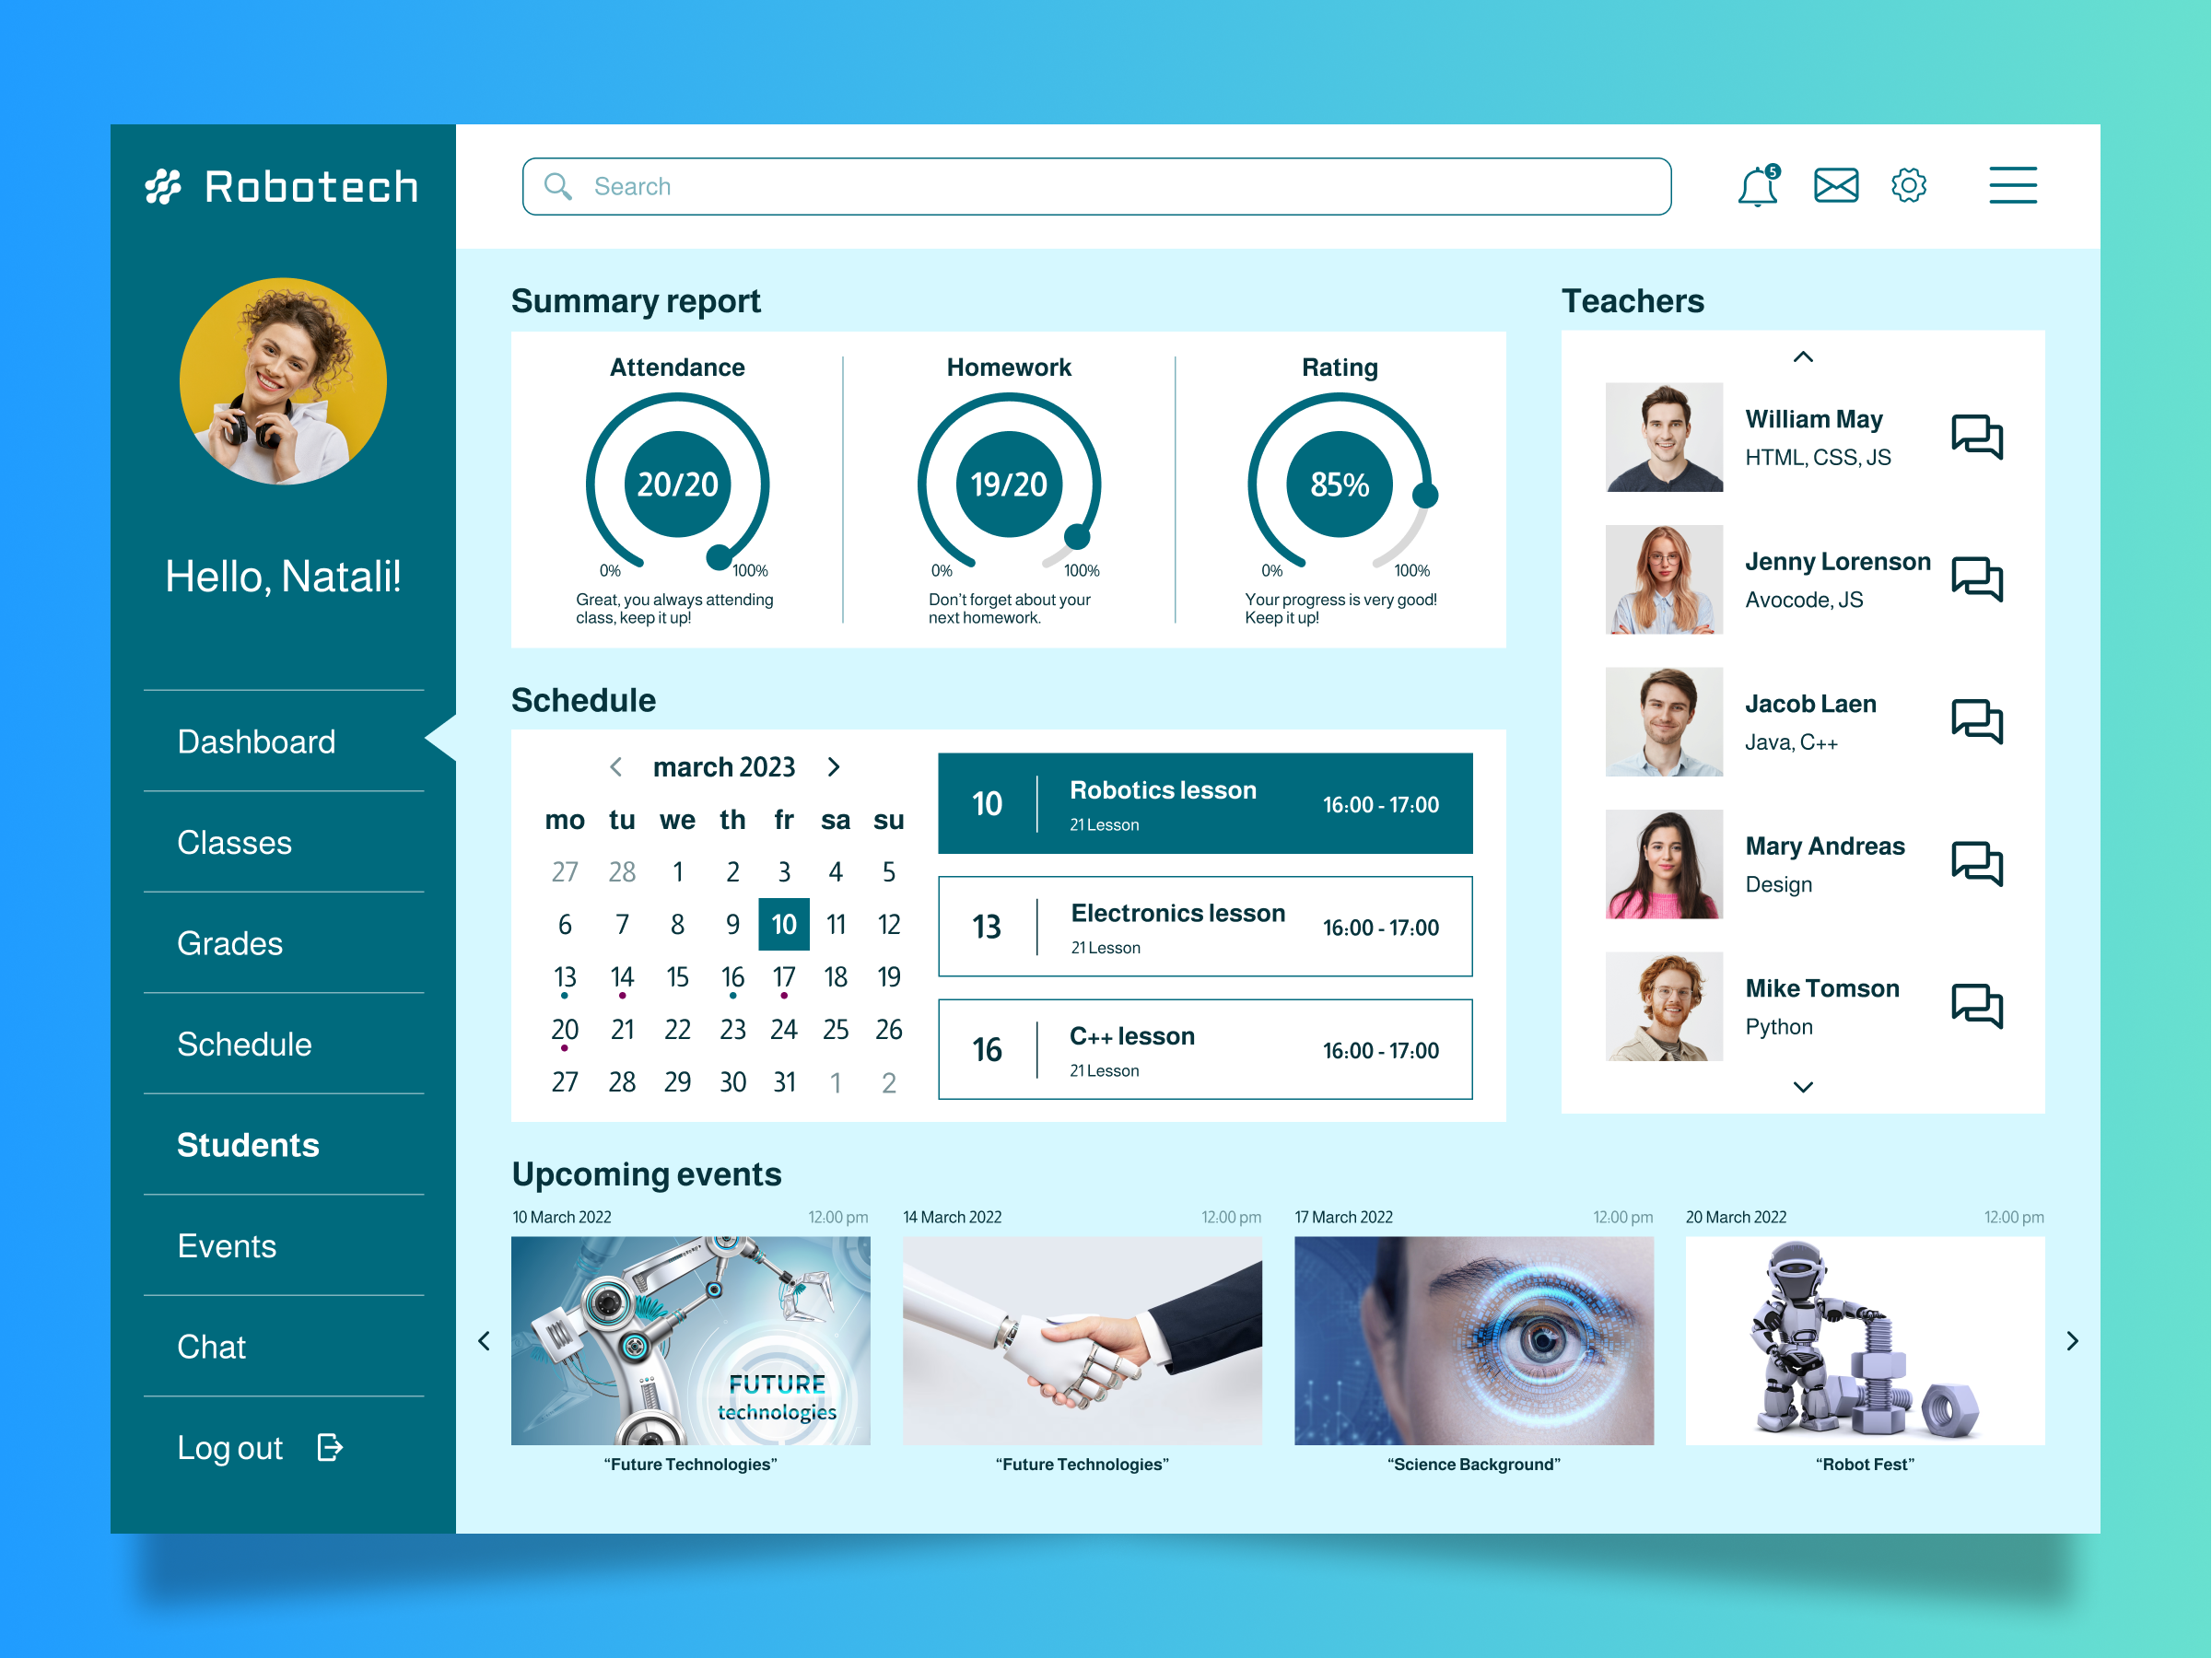 Robotech
Hello, Natali!
Dashboard
Classes
Grades
Schedule
Students
Events
Chat
Log out
Search
5
Summary report
Attendance
20/20
0%
100%
Great, you always attending
class, keep it up!
Homework
19/20
0%
100%
Don't forget about your
next homework.
Rating
85%
0%
100%
Your progress is very good!
Keep it up!
Teachers
William May
HTML, CSS, JS
Jenny Lorenson
Avocode, JS
Jacob Laen
Java, C++
Mary Andreas
Design
Mike Tomson
Python
Schedule
march 2023
mo tu we th fr sa su
27 28 1 2 3 4 5
6 7 8 9 10 11 12
13 14 15 16 17 18 19
20 21 22 23 24 25 26
27 28 29 30 31 1 2
10
Robotics lesson
21 Lesson
16:00 - 17:00
13
Electronics lesson
21 Lesson
16:00 - 17:00
16
C++ lesson
21 Lesson
16:00 - 17:00
Upcoming events
10 March 2022 12:00 pm
FUTURE
technologies
“Future Technologies”
14 March 2022 12:00 pm
“Future Technologies”
17 March 2022 12:00 pm
“Science Background”
20 March 2022 12:00 pm
“Robot Fest”